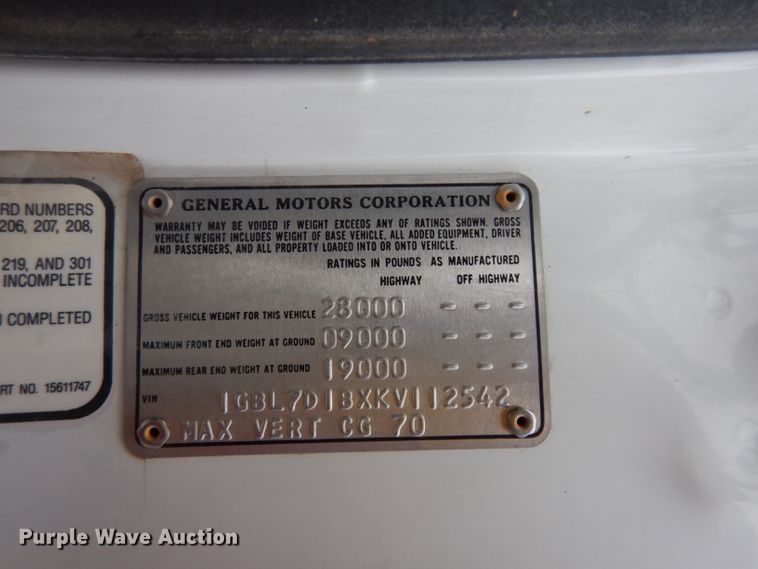 RD NUMBERS
206, 207, 208,
219, AND 301
INCOMPLETE
COMPLETED
RT NO. 15611747
GENERAL MOTORS CORPORATION
WARRANTY MAY BE VOIDED IF WEIGHT EXCEEDS ANY OF RATINGS SHOWN. GROSS
VEHICLE WEIGHT INCLUDES WEIGHT OF BASE VEHICLE, ALL ADDED EQUIPMENT, DRIVER
AND PASSENGERS, AND ALL PROPERTY LOADED INTO OR ONTO VEHICLE.
RATINGS IN POUNDS AS MANUFACTURED
HIGHWAY OFF HIGHWAY
GROSS VEHICLE WEIGHT FOR THIS VEHICLE 28000 - - -
MAXIMUM FRONT END WEIGHT AT GROUND 09000 - - -
MAXIMUM REAR END WEIGHT AT GROUND 19000 - - -
VIN 1GBL7D1BXKV112542
MAX VERT CG 70
Purple Wave Auction